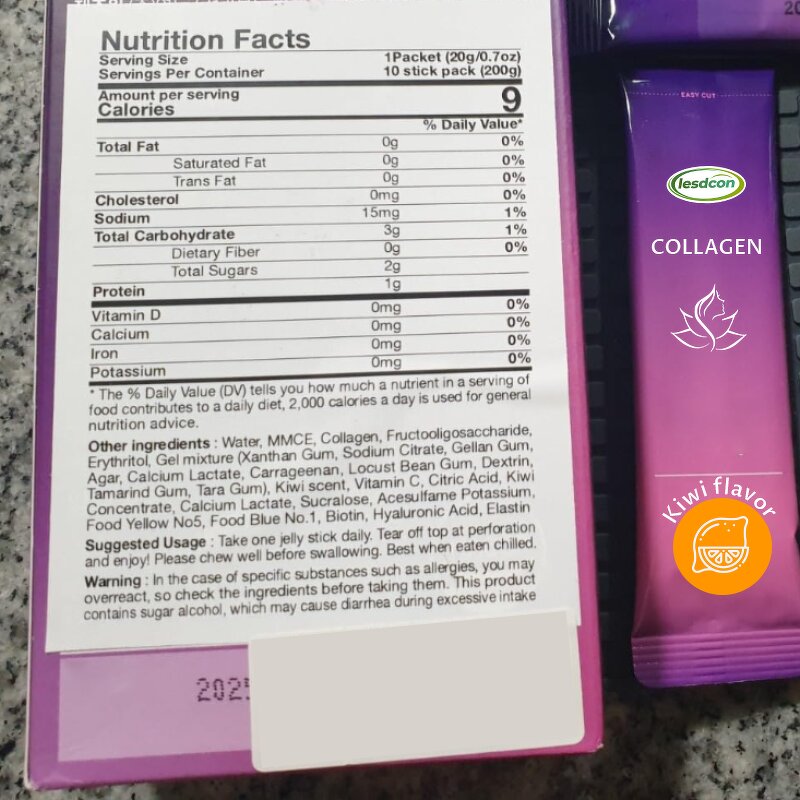 Nutrition Facts
Serving Size 1Packet (20g/0.7oz)
Servings Per Container 10 stick pack (200g)
Amount per serving
Calories 9
% Daily Value*
Total Fat 0g 0%
Saturated Fat 0g 0%
Trans Fat 0g 0%
Cholesterol 0mg 0%
Sodium 15mg 1%
Total Carbohydrate 3g 1%
Dietary Fiber 0g 0%
Total Sugars 2g
Protein 1g
Vitamin D 0mg 0%
Calcium 0mg 0%
Iron 0mg 0%
Potassium 0mg 0%
* The % Daily Value (DV) tells you how much a nutrient in a serving of
food contributes to a daily diet, 2,000 calories a day is used for general
nutrition advice.
Other ingredients : Water, MMCE, Collagen, Fructooligosaccharide,
Erythritol, Gel mixture (Xanthan Gum, Sodium Citrate, Gellan Gum,
Agar, Calcium Lactate, Carrageenan, Locust Bean Gum, Dextrin,
Tamarind Gum, Tara Gum), Kiwi scent, Vitamin C, Citric Acid, Kiwi
Concentrate, Calcium Lactate, Sucralose, Acesulfame Potassium,
Food Yellow No5, Food Blue No.1, Biotin, Hyaluronic Acid, Elastin
Suggested Usage : Take one jelly stick daily. Tear off top at perforation
and enjoy! Please chew well before swallowing. Best when eaten chilled.
Warning : In the case of specific substances such as allergies, you may
overreact, so check the ingredients before taking them. This product
contains sugar alcohol, which may cause diarrhea during excessive intake
2025
20
EASY CUT
lesdcon
COLLAGEN
Kiwi flavor